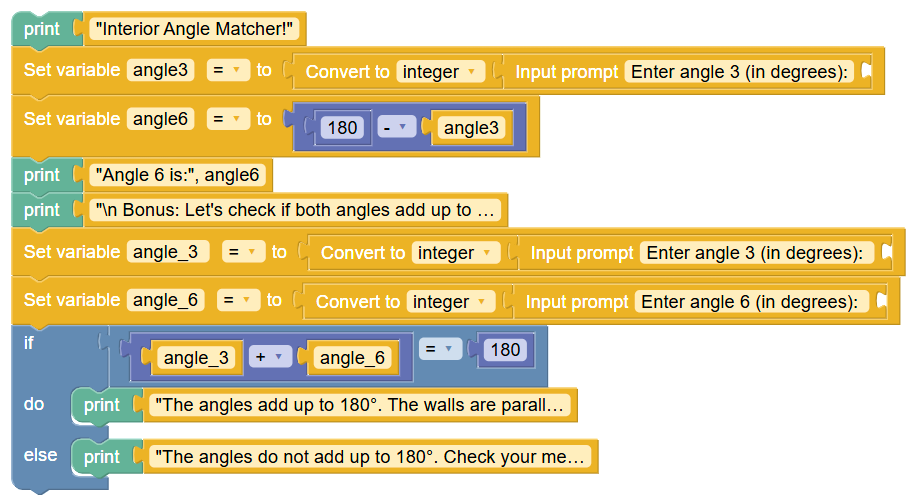 print "Interior Angle Matcher!"
Set variable angle3 = to Convert to integer Input prompt Enter angle 3 (in degrees):
Set variable angle6 = to 180 - angle3
print "Angle 6 is:", angle6
print "\n Bonus: Let's check if both angles add up to …
Set variable angle_3 = to Convert to integer Input prompt Enter angle 3 (in degrees):
Set variable angle_6 = to Convert to integer Input prompt Enter angle 6 (in degrees):
if angle_3 + angle_6 = 180
do print "The angles add up to 180°. The walls are parall…
else print "The angles do not add up to 180°. Check your me…